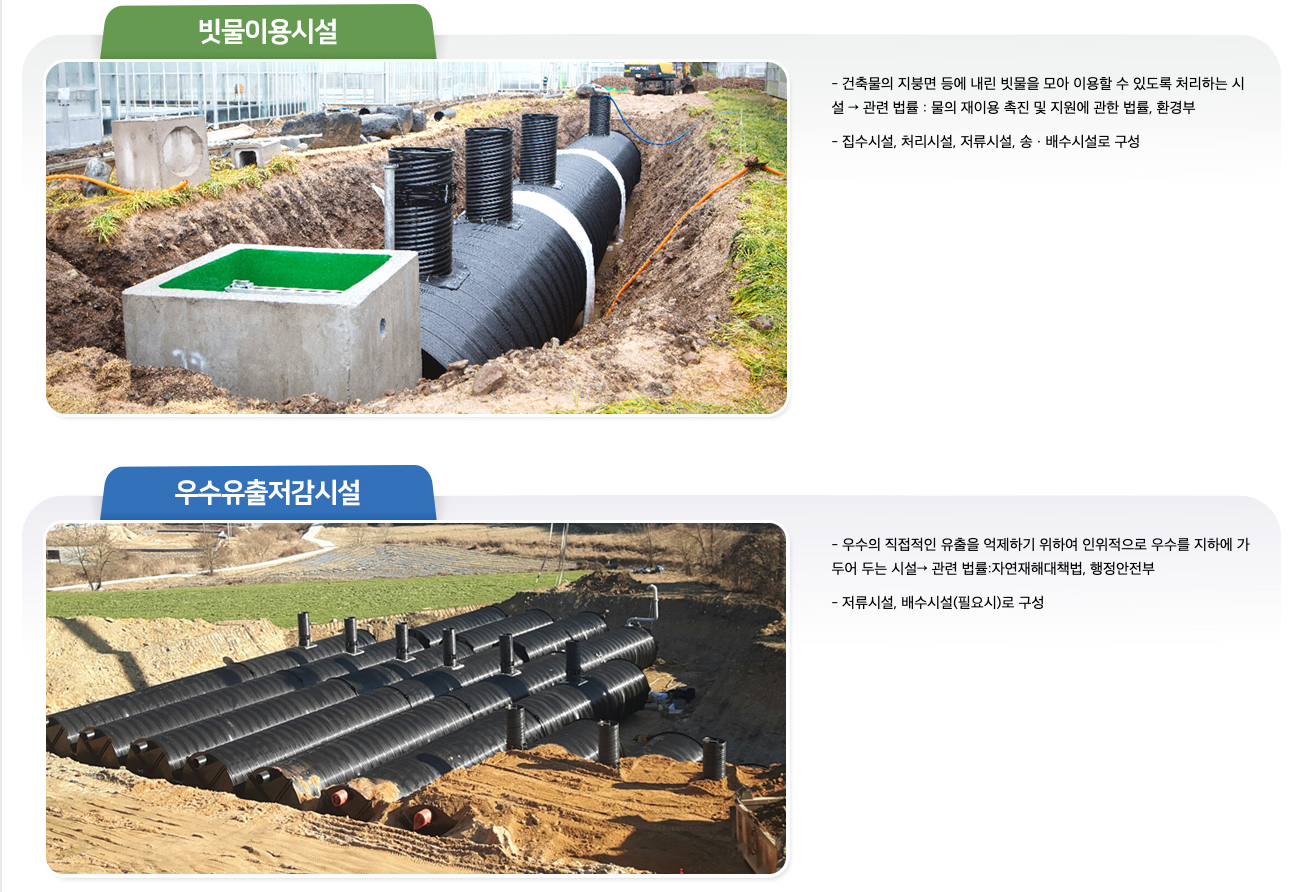 빗물이용시설
- 건축물의 지붕면 등에 내린 빗물을 모아 이용할 수 있도록 처리하는 시
설 → 관련 법률 : 물의 재이용 촉진 및 지원에 관한 법률, 환경부
- 집수시설, 처리시설, 저류시설, 송 · 배수시설로 구성
우수유출저감시설
- 우수의 직접적인 유출을 억제하기 위하여 인위적으로 우수를 지하에 가
두어 두는 시설→ 관련 법률:자연재해대책법, 행정안전부
- 저류시설, 배수시설(필요시)로 구성